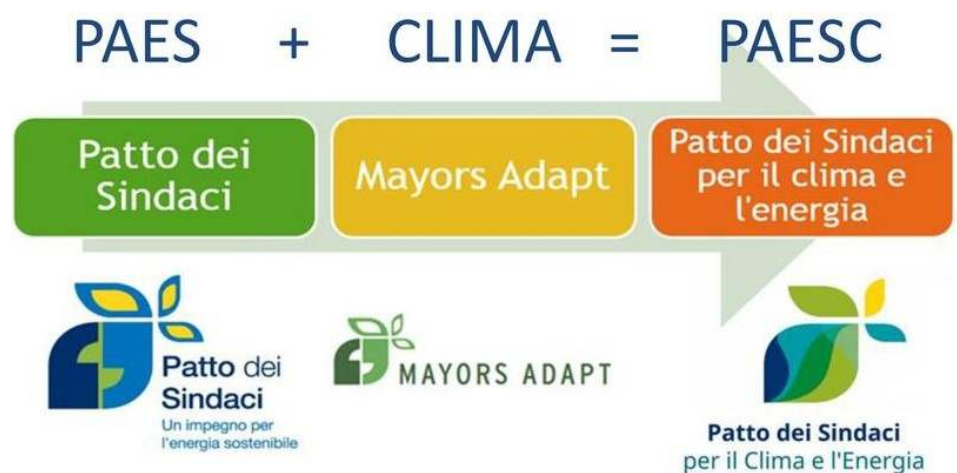 PAES + CLIMA = PAESC
Patto dei
Sindaci
Mayors Adapt
Patto dei Sindaci
per il clima e
l'energia
Patto dei
Sindaci
Un impegno per
l'energia sostenibile
MAYORS ADAPT
Patto dei Sindaci
per il Clima e l'Energia